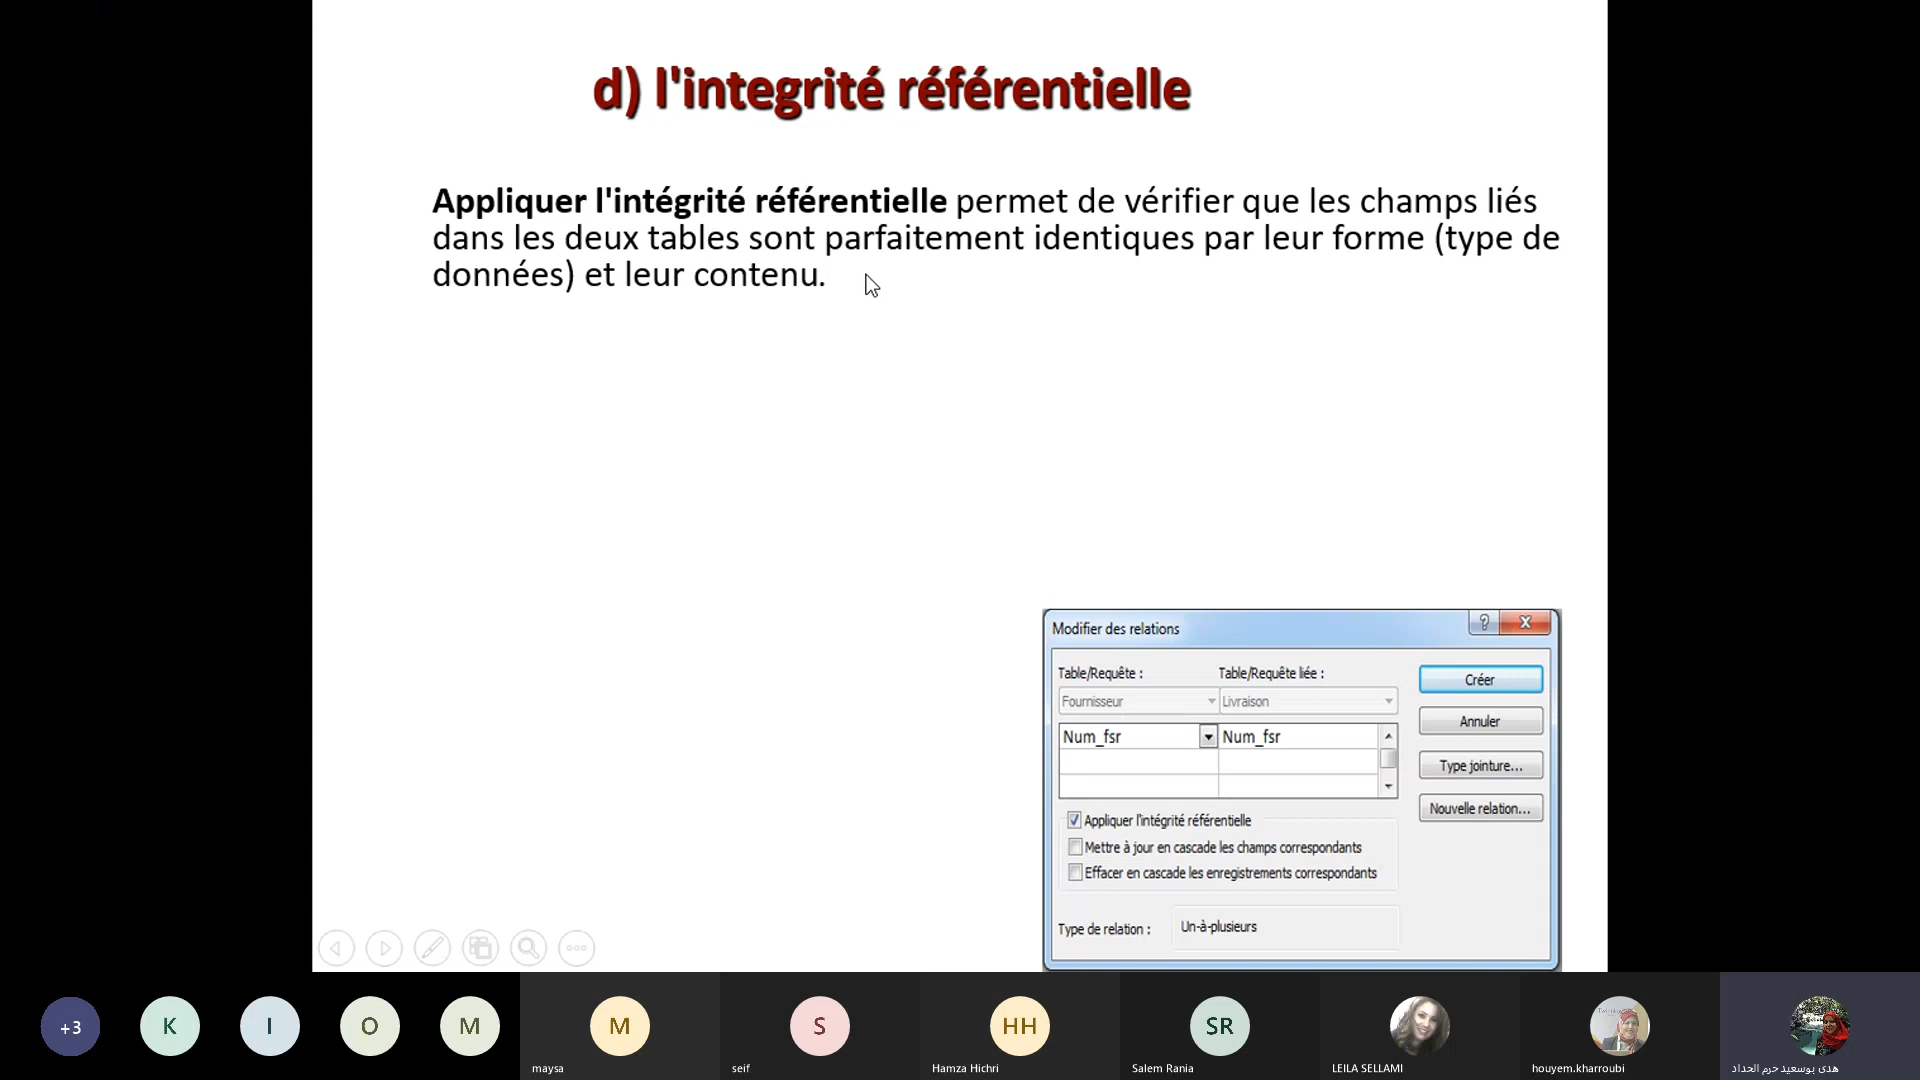 d) l'integrité référentielle
Appliquer l'intégrité référentielle permet de vérifier que les champs liés
dans les deux tables sont parfaitement identiques par leur forme (type de
données) et leur contenu.
Modifier des relations
?
X
Table/Requête :
Table/Requête liée :
Fournisseur
Livraison
Num_fsr
Num_fsr
Créer
Annuler
Type jointure...
Nouvelle relation...
Appliquer l'intégrité référentielle
Mettre à jour en cascade les champs correspondants
Effacer en cascade les enregistrements correspondants
Type de relation :
Un-à-plusieurs
+3
K
I
O
M
M
maysa
S
seif
HH
Hamza Hichri
SR
Salem Rania
LEILA SELLAMI
houyem.kharroubi
هدى بوسعيد حرم الحداد